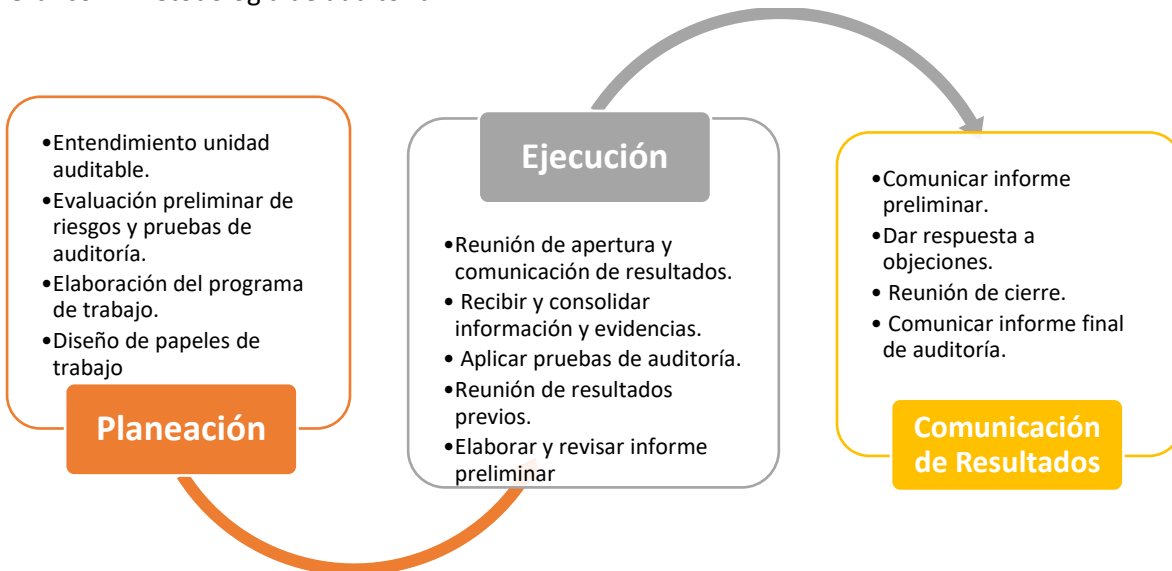 •Entendimiento unidad
auditable.
•Evaluación preliminar de
riesgos y pruebas de
auditoría.
•Elaboración del programa
de trabajo.
•Diseño de papeles de
trabajo
Planeación
Ejecución
•Reunión de apertura y
comunicación de resultados.
• Recibir y consolidar
información y evidencias.
• Aplicar pruebas de auditoría.
•Reunión de resultados
previos.
•Elaborar y revisar informe
preliminar
•Comunicar informe
preliminar.
•Dar respuesta a
objeciones.
• Reunión de cierre.
• Comunicar informe final
de auditoría.
Comunicación
de Resultados